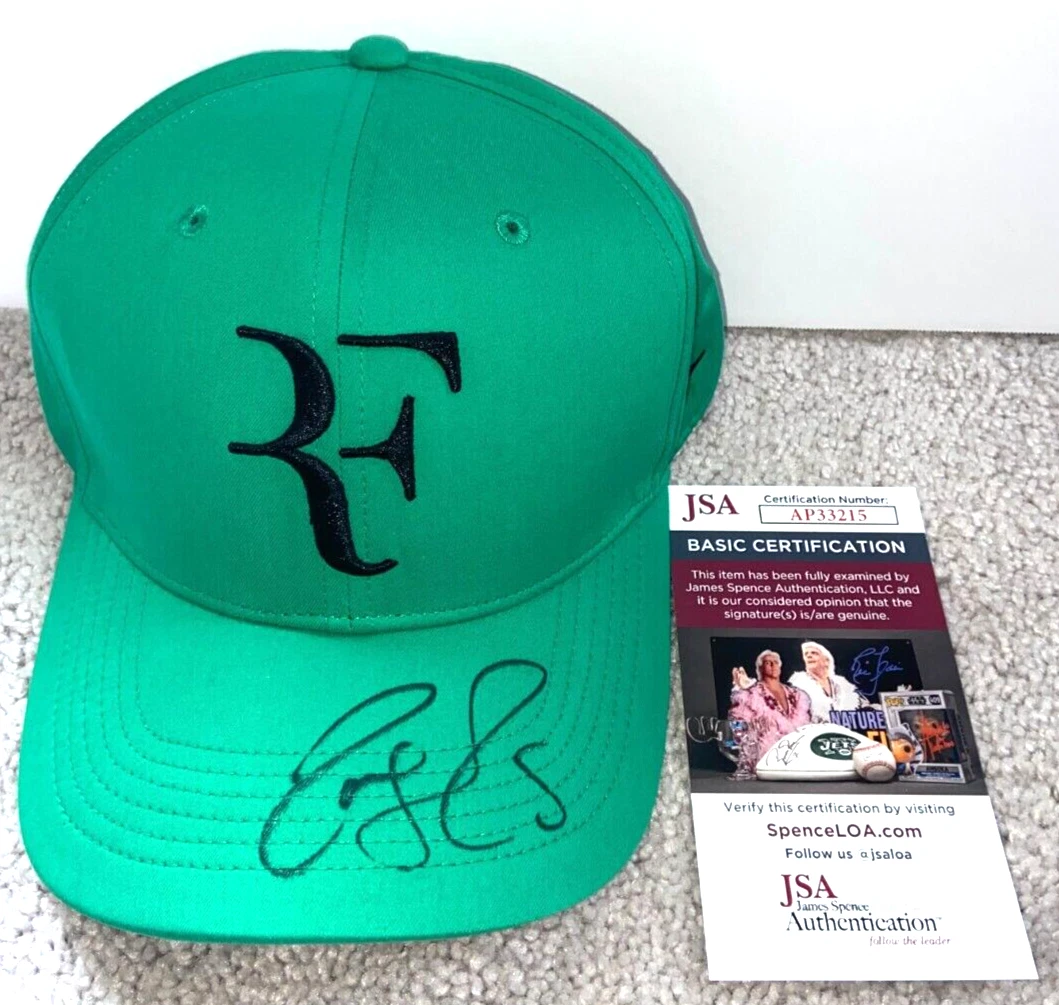 RF
JSA
Certification Number:
AP33215
BASIC CERTIFICATION
This item has been fully examined by
James Spence Authentication, LLC and
it is our considered opinion that the
signature(s) is/are genuine.
NATURE
JETS
Verify this certification by visiting
SpenceLOA.com
Follow us @jsaloa
JSA
James Spence
Authentication™
follow the leader